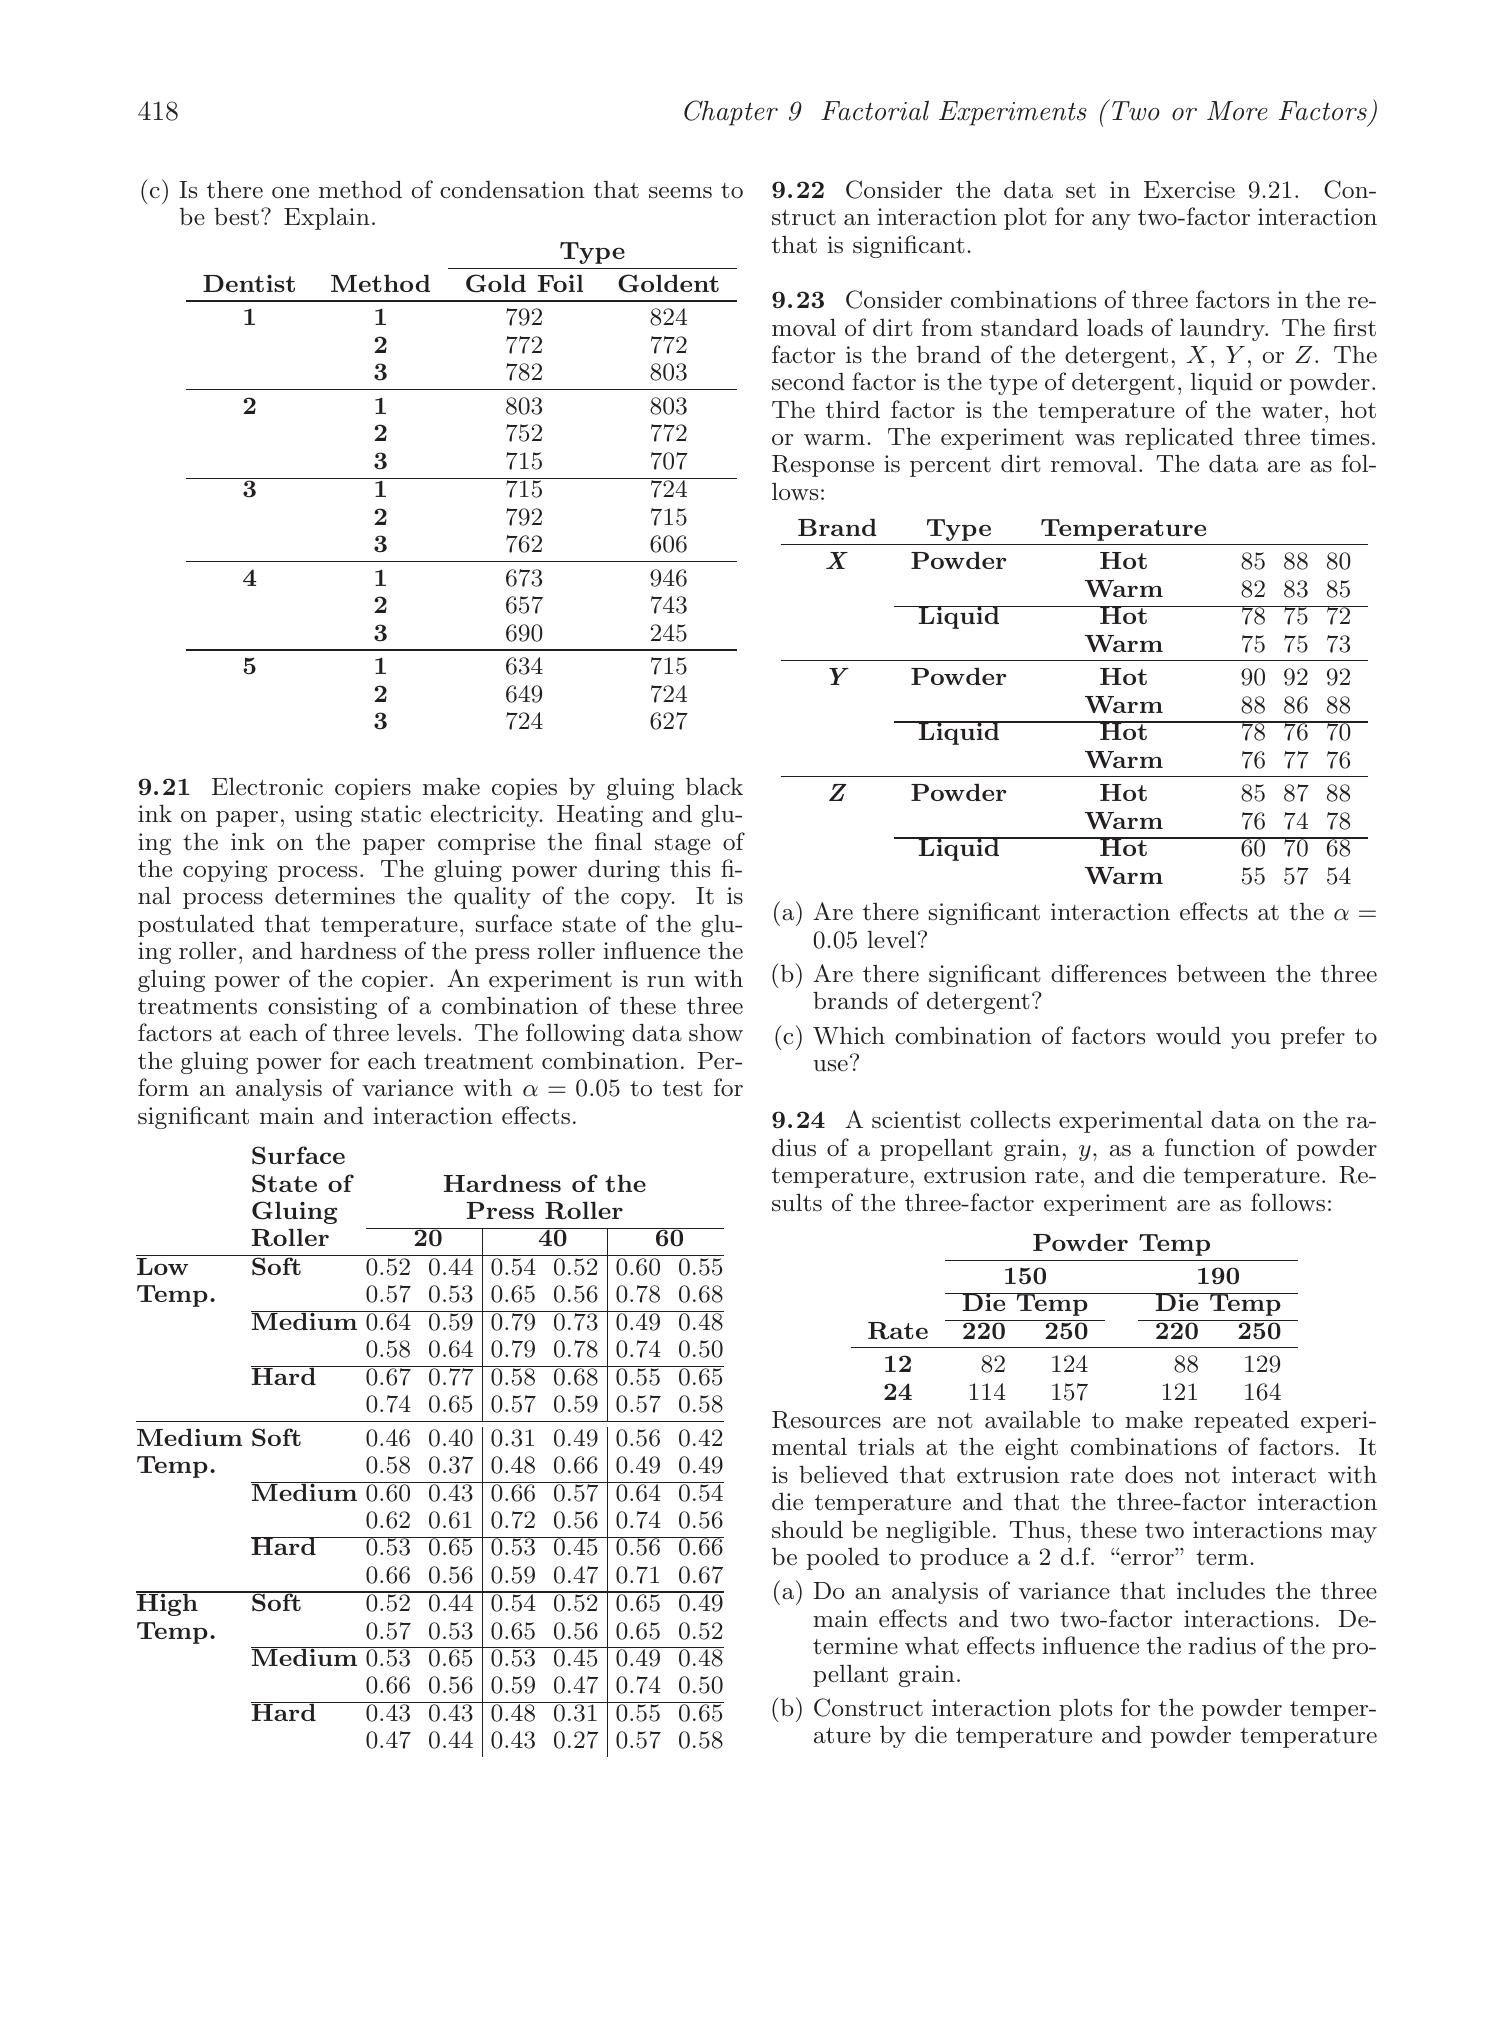 418
Chapter 9 Factorial Experiments (Two or More Factors)
(c) Is there one method of condensation that seems to
be best? Explain.
Type
Dentist Method Gold Foil Goldent
1 1 792 824
2 772 772
3 782 803
2 1 803 803
2 752 772
3 715 707
3 1 715 724
2 792 715
3 762 606
4 1 673 946
2 657 743
3 690 245
5 1 634 715
2 649 724
3 724 627
9.21 Electronic copiers make copies by gluing black
ink on paper, using static electricity. Heating and glu-
ing the ink on the paper comprise the final stage of
the copying process. The gluing power during this fi-
nal process determines the quality of the copy. It is
postulated that temperature, surface state of the glu-
ing roller, and hardness of the press roller influence the
gluing power of the copier. An experiment is run with
treatments consisting of a combination of these three
factors at each of three levels. The following data show
the gluing power for each treatment combination. Per-
form an analysis of variance with α = 0.05 to test for
significant main and interaction effects.
Surface
State of Hardness of the
Gluing Press Roller
Roller 20 40 60
Low Soft 0.52 0.44 0.54 0.52 0.60 0.55
Temp. 0.57 0.53 0.65 0.56 0.78 0.68
Medium 0.64 0.59 0.79 0.73 0.49 0.48
0.58 0.64 0.79 0.78 0.74 0.50
Hard 0.67 0.77 0.58 0.68 0.55 0.65
0.74 0.65 0.57 0.59 0.57 0.58
Medium Soft 0.46 0.40 0.31 0.49 0.56 0.42
Temp. 0.58 0.37 0.48 0.66 0.49 0.49
Medium 0.60 0.43 0.66 0.57 0.64 0.54
0.62 0.61 0.72 0.56 0.74 0.56
Hard 0.53 0.65 0.53 0.45 0.56 0.66
0.66 0.56 0.59 0.47 0.71 0.67
High Soft 0.52 0.44 0.54 0.52 0.65 0.49
Temp. 0.57 0.53 0.65 0.56 0.65 0.52
Medium 0.53 0.65 0.53 0.45 0.49 0.48
0.66 0.56 0.59 0.47 0.74 0.50
Hard 0.43 0.43 0.48 0.31 0.55 0.65
0.47 0.44 0.43 0.27 0.57 0.58
9.22 Consider the data set in Exercise 9.21. Con-
struct an interaction plot for any two-factor interaction
that is significant.
9.23 Consider combinations of three factors in the re-
moval of dirt from standard loads of laundry. The first
factor is the brand of the detergent, X, Y, or Z. The
second factor is the type of detergent, liquid or powder.
The third factor is the temperature of the water, hot
or warm. The experiment was replicated three times.
Response is percent dirt removal. The data are as fol-
lows:
Brand Type Temperature
X Powder Hot 85 88 80
Warm 82 83 85
Liquid Hot 78 75 72
Warm 75 75 73
Y Powder Hot 90 92 92
Warm 88 86 88
Liquid Hot 78 76 70
Warm 76 77 76
Z Powder Hot 85 87 88
Warm 76 74 78
Liquid Hot 60 70 68
Warm 55 57 54
(a) Are there significant interaction effects at the α =
0.05 level?
(b) Are there significant differences between the three
brands of detergent?
(c) Which combination of factors would you prefer to
use?
9.24 A scientist collects experimental data on the ra-
dius of a propellant grain, y, as a function of powder
temperature, extrusion rate, and die temperature. Re-
sults of the three-factor experiment are as follows:
Powder Temp
150 190
Die Temp Die Temp
Rate 220 250 220 250
12 82 124 88 129
24 114 157 121 164
Resources are not available to make repeated experi-
mental trials at the eight combinations of factors. It
is believed that extrusion rate does not interact with
die temperature and that the three-factor interaction
should be negligible. Thus, these two interactions may
be pooled to produce a 2 d.f. “error” term.
(a) Do an analysis of variance that includes the three
main effects and two two-factor interactions. De-
termine what effects influence the radius of the pro-
pellant grain.
(b) Construct interaction plots for the powder temper-
ature by die temperature and powder temperature